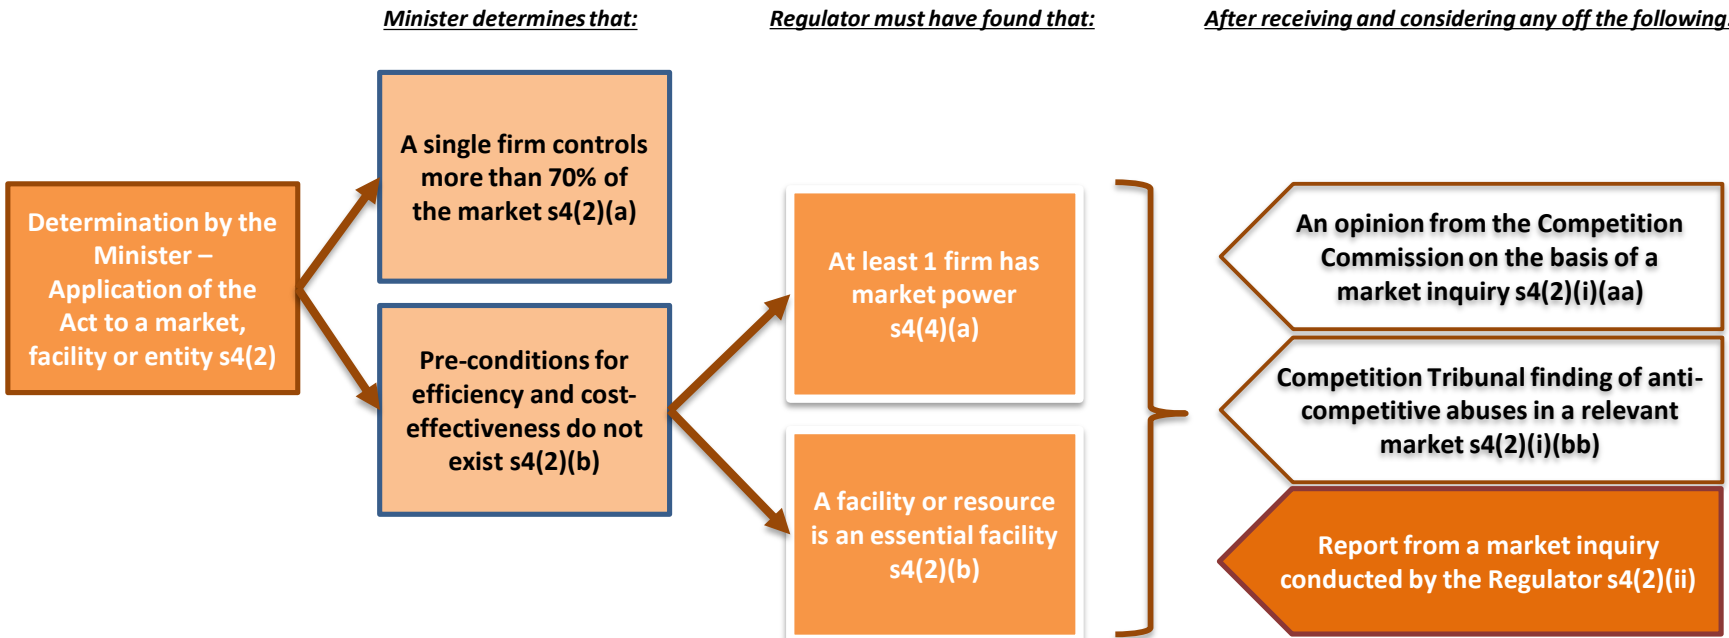 Minister determines that:
Regulator must have found that:
After receiving and considering any off the following:
Determination by the
Minister –
Application of the
Act to a market,
facility or entity s4(2)
A single firm controls
more than 70% of
the market s4(2)(a)
Pre-conditions for
efficiency and cost-
effectiveness do not
exist s4(2)(b)
At least 1 firm has
market power
s4(4)(a)
A facility or resource
is an essential facility
s4(2)(b)
An opinion from the Competition
Commission on the basis of a
market inquiry s4(2)(i)(aa)
Competition Tribunal finding of anti-
competitive abuses in a relevant
market s4(2)(i)(bb)
Report from a market inquiry
conducted by the Regulator s4(2)(ii)